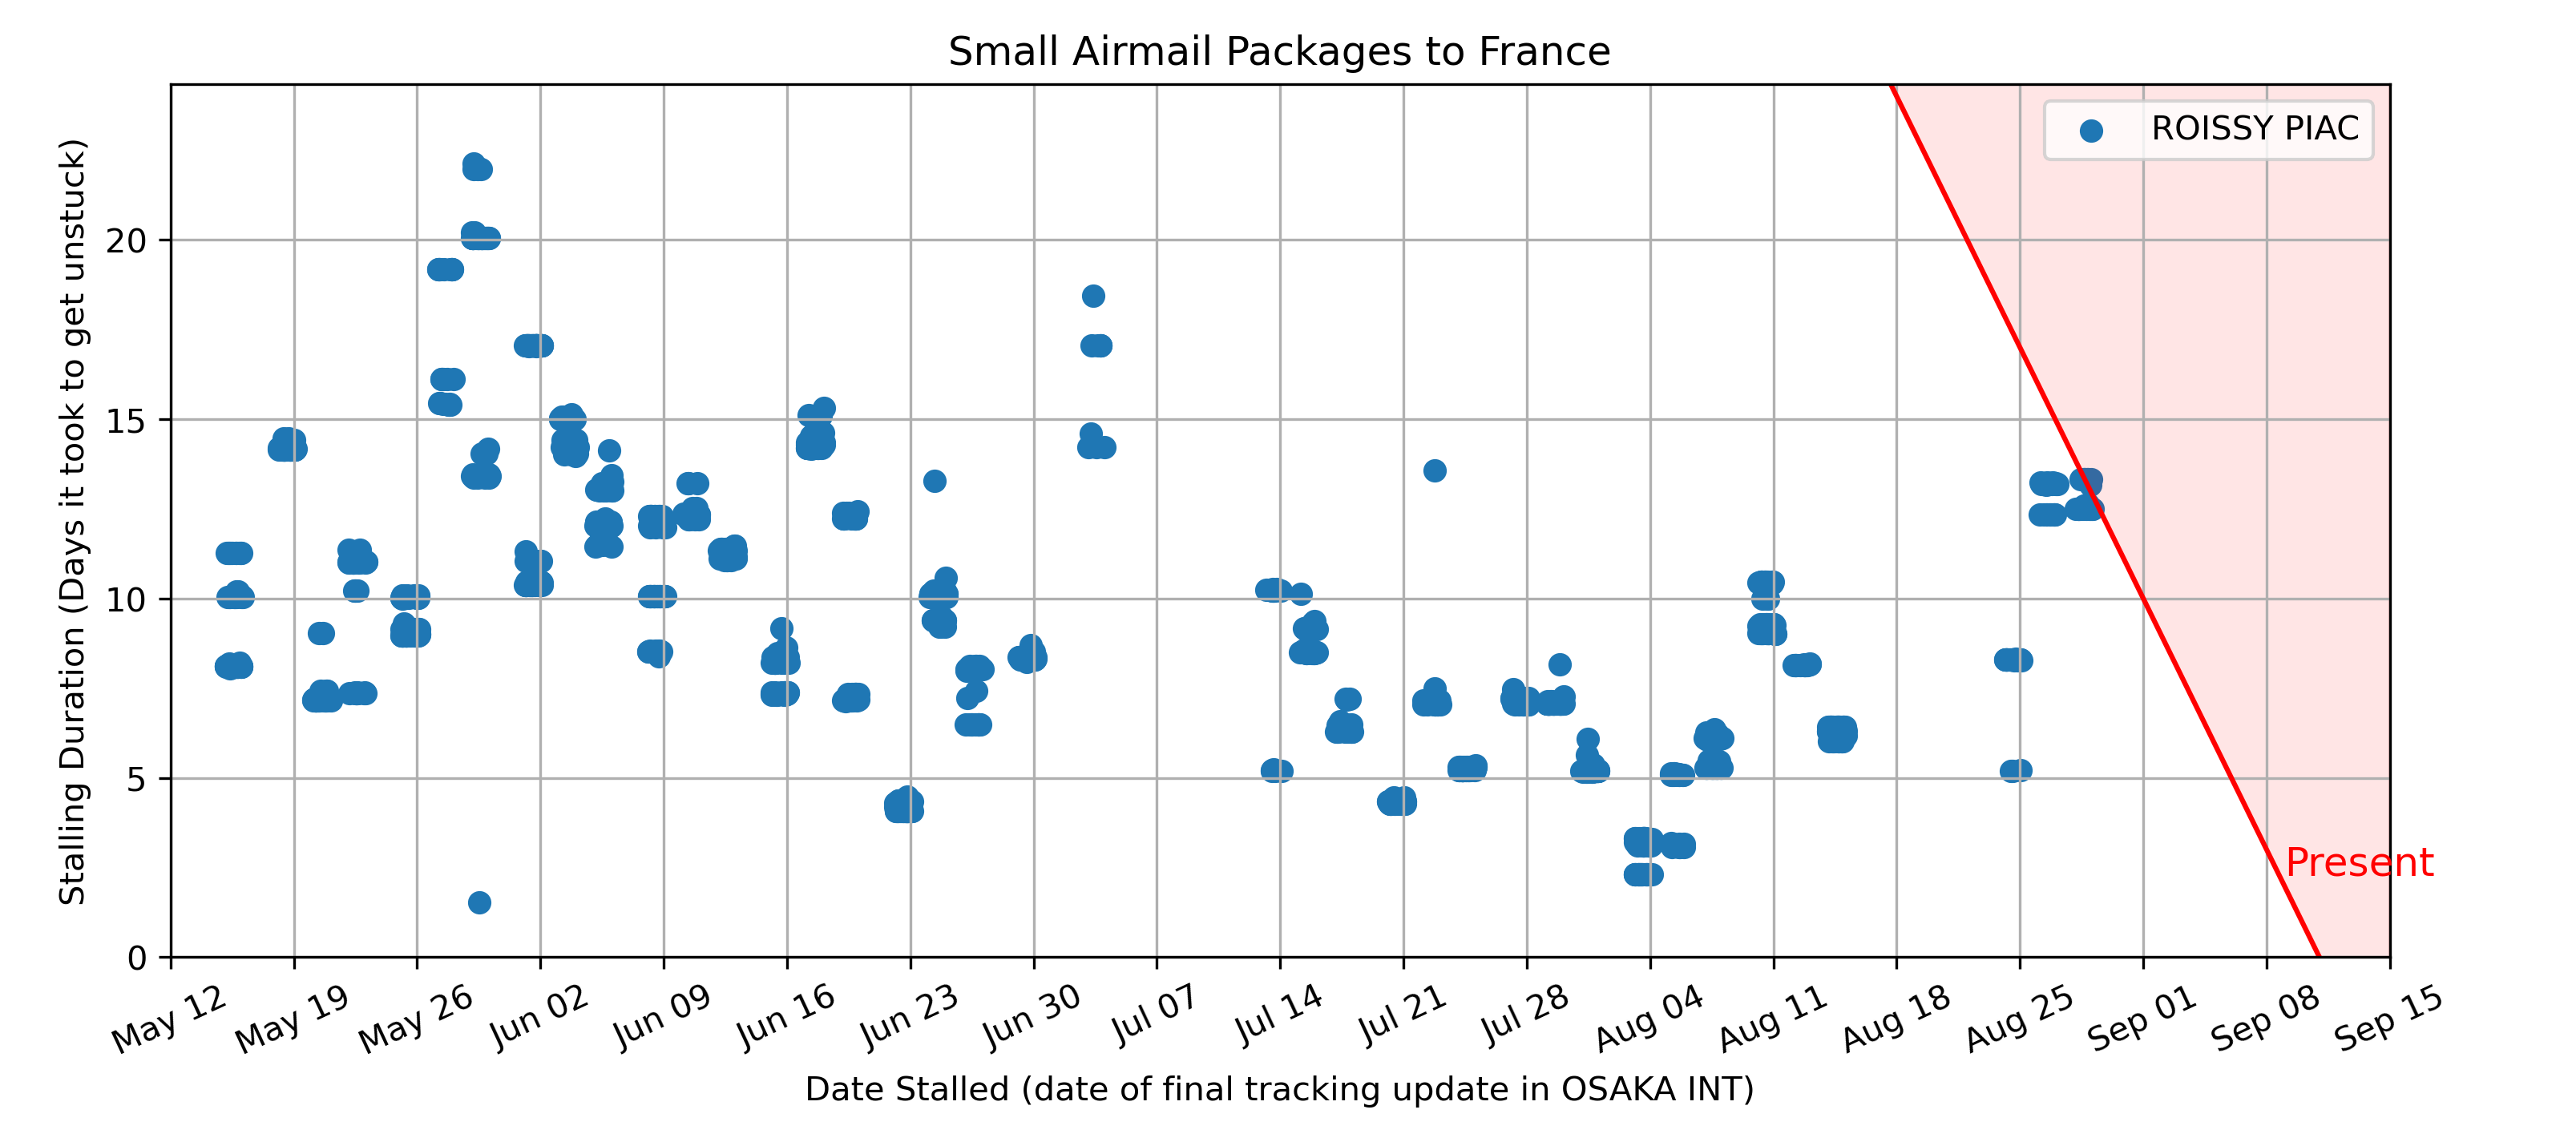 Small Airmail Packages to France
ROISSY PIAC
Stalling Duration (Days it took to get unstuck)
20
15
10
5
0
Present
May 12
May 19
May 26
Jun 02
Jun 09
Jun 16
Jun 23
Jun 30
Jul 07
Jul 14
Jul 21
Jul 28
Aug 04
Aug 11
Aug 18
Aug 25
Sep 01
Sep 08
Sep 15
Date Stalled (date of final tracking update in OSAKA INT)